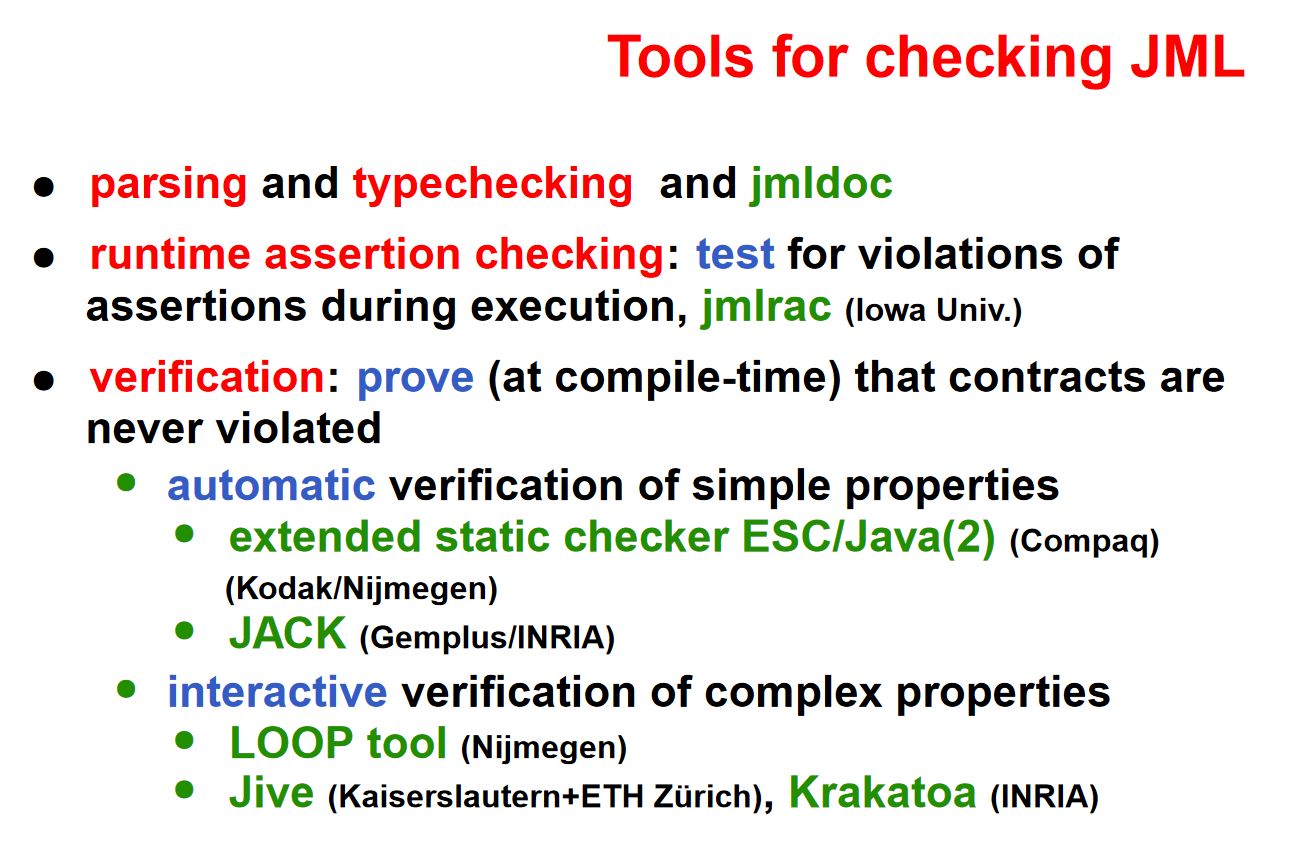 Tools for checking JML
● parsing and typechecking and jmldoc
● runtime assertion checking: test for violations of
assertions during execution, jmlrac (Iowa Univ.)
● verification: prove (at compile-time) that contracts are
never violated
● automatic verification of simple properties
● extended static checker ESC/Java(2) (Compaq)
(Kodak/Nijmegen)
● JACK (Gemplus/INRIA)
● interactive verification of complex properties
● LOOP tool (Nijmegen)
● Jive (Kaiserslautern+ETH Zürich), Krakatoa (INRIA)